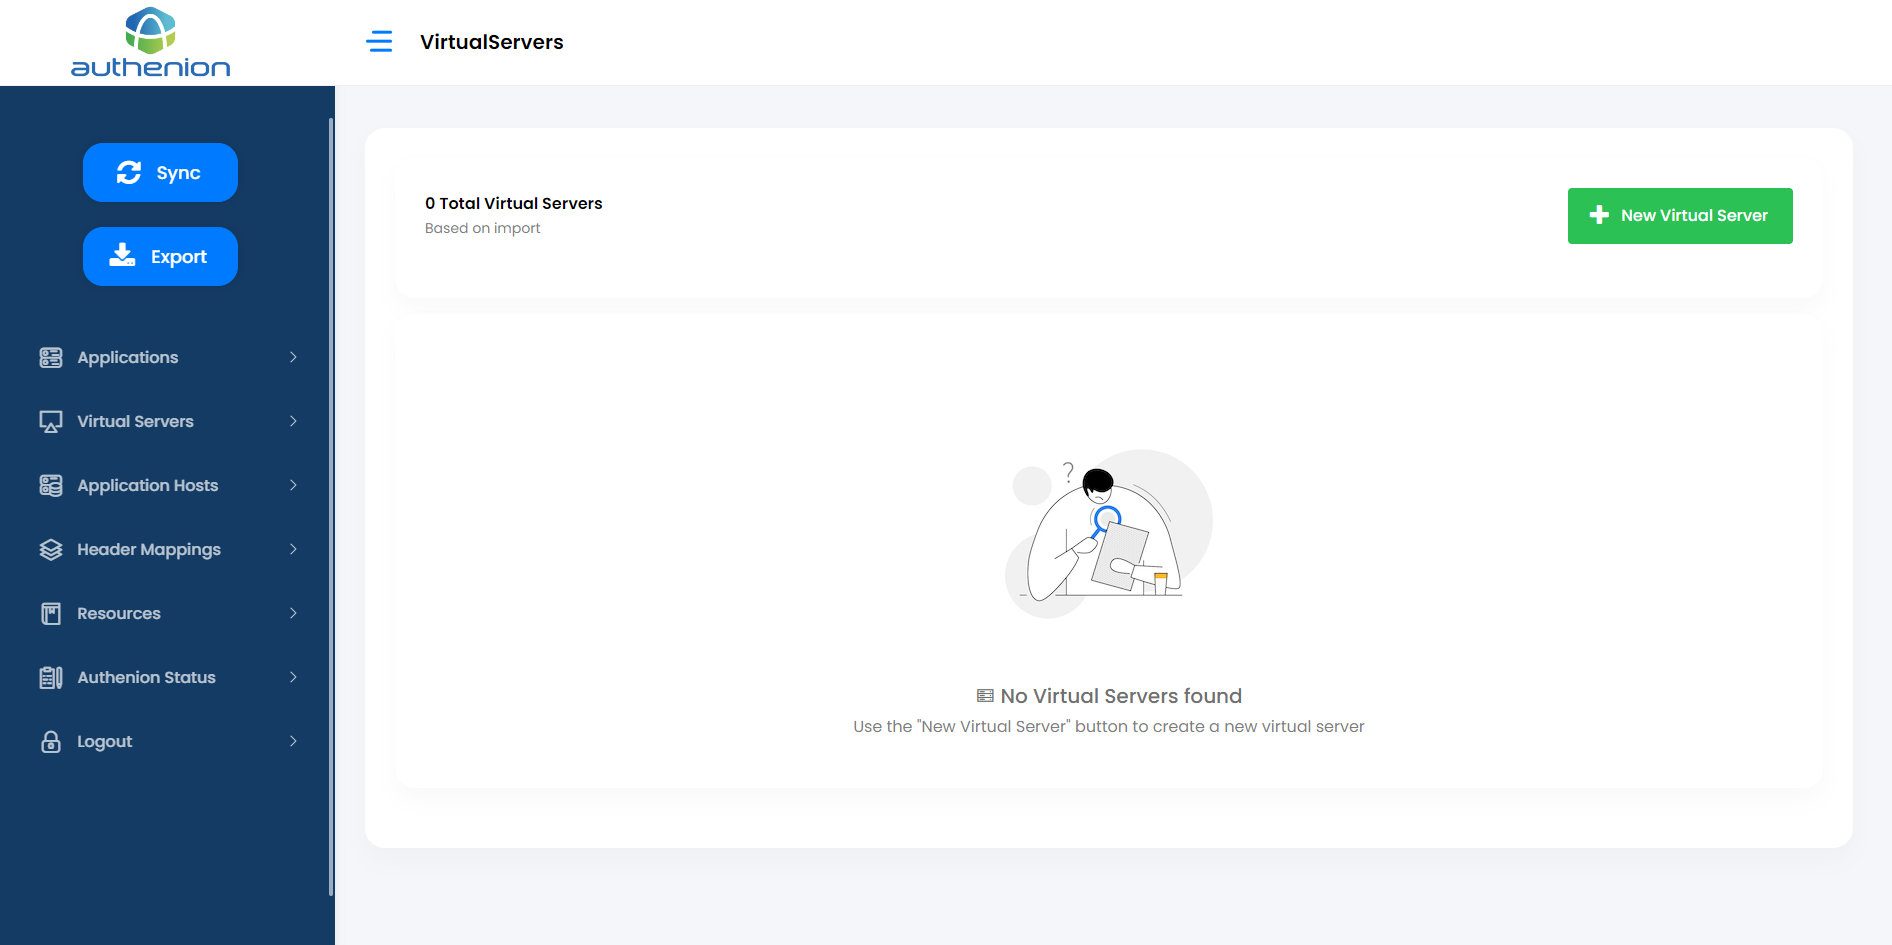 authenion
VirtualServers
Sync
Export
Applications
Virtual Servers
Application Hosts
Header Mappings
Resources
Authenion Status
Logout
0 Total Virtual Servers
Based on import
New Virtual Server
?
No Virtual Servers found
Use the "New Virtual Server" button to create a new virtual server